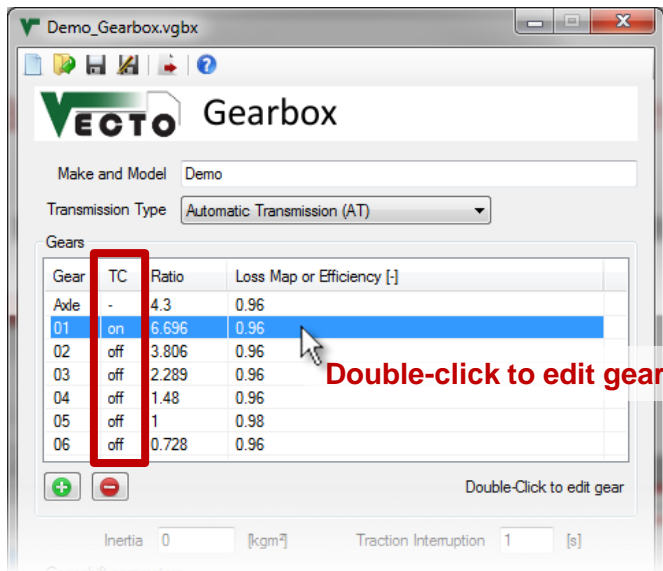 Demo_Gearbox.vgbx
VECTO Gearbox
Make and Model Demo
Transmission Type Automatic Transmission (AT)
Gears
Gear TC Ratio Loss Map or Efficiency [-]
Axle - 4.3 0.96
01 on 6.696 0.96
02 off 3.806 0.96
03 off 2.289 0.96
Double-click to edit gear
04 off 1.48 0.96
05 off 1 0.98
06 off 0.728 0.96
Double-Click to edit gear
Inertia 0 [kgm²] Traction Interruption 1 [s]